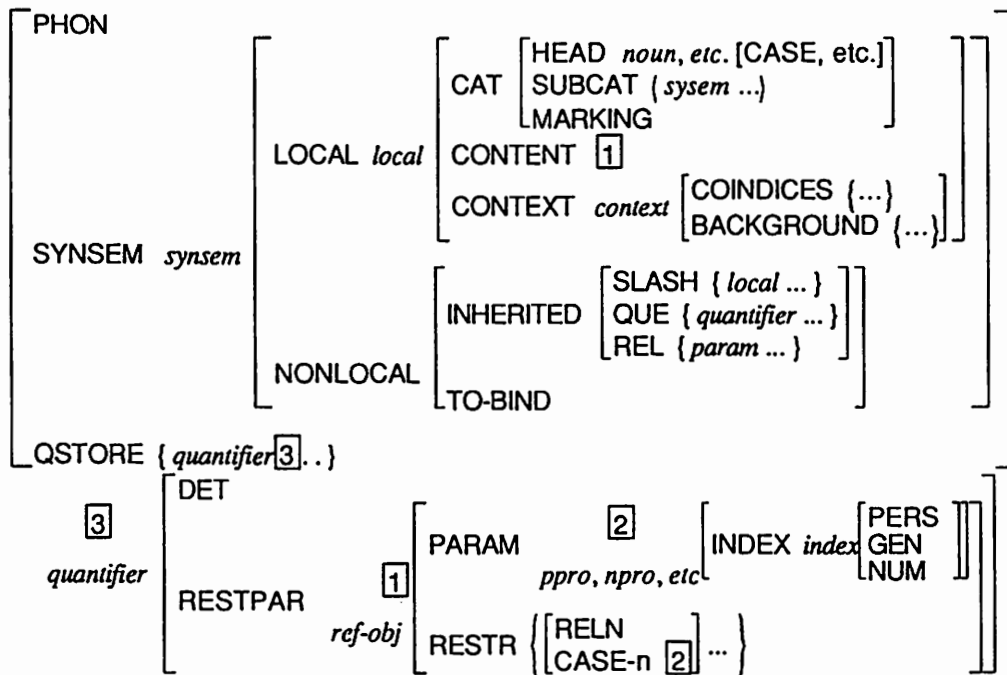 PHON
HEAD noun, etc. [CASE, etc.]
CAT SUBCAT ( sysem ...)
MARKING
LOCAL local CONTENT 1
CONTEXT context COINDICES {...}
BACKGROUND {...}
SYNSEM synsem
SLASH { local ... }
INHERITED QUE { quantifier ... }
REL { param ... }
NONLOCAL
TO-BIND
QSTORE { quantifier 3 . . }
DET
3 PARAM 2 INDEX index PERS
GEN
NUM
quantifier ppro, npro, etc
RESTPAR 1
ref-obj RESTR { [ RELN
CASE-n 2 ] ... }